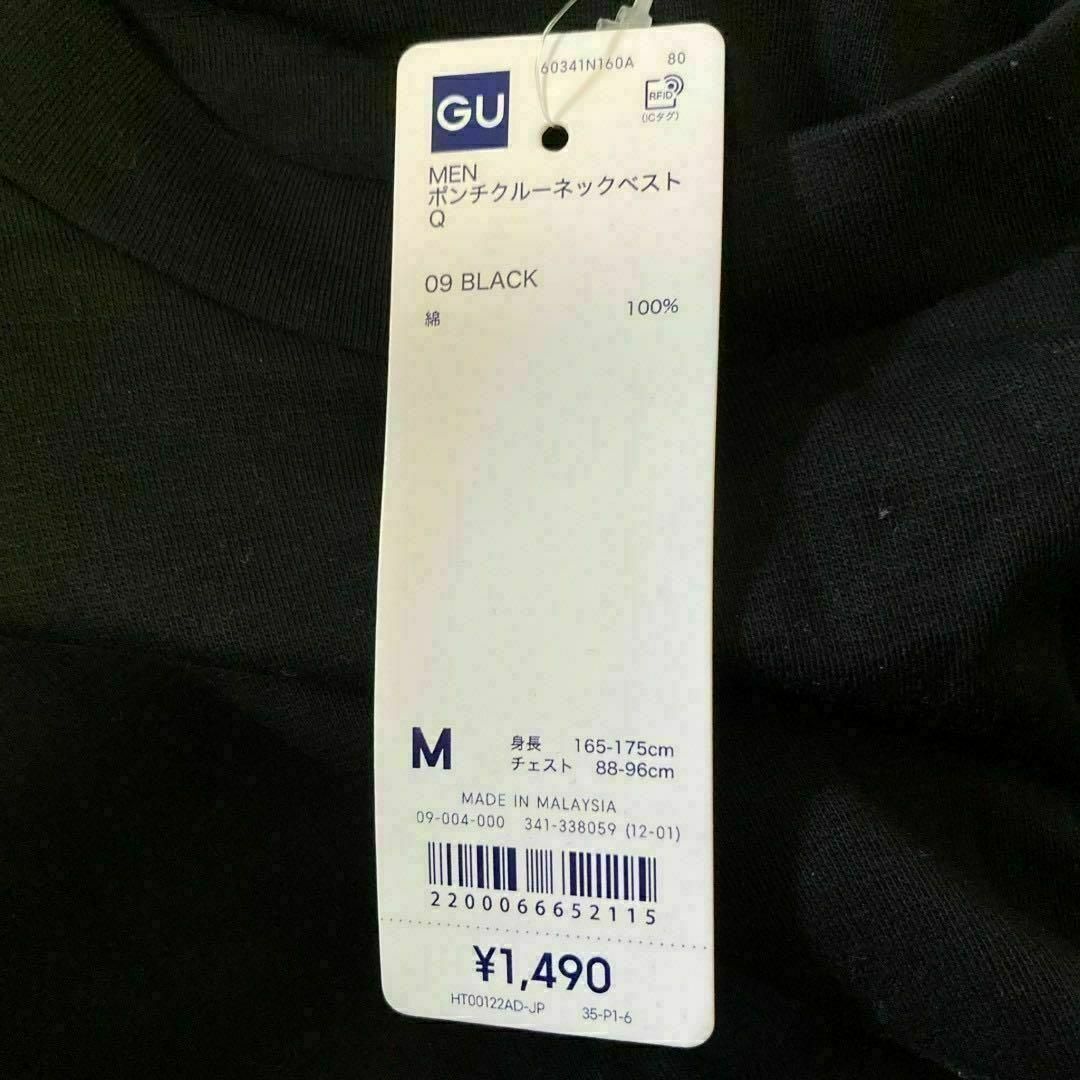 60341N160A 80
GU
RFID
(ICタグ)
MEN
ポンチクルーネックベスト
Q
09 BLACK
綿 100%
M 身長 165-175cm
チェスト 88-96cm
MADE IN MALAYSIA
09-004-000 341-338059 (12-01)
2200066652115
¥1,490
HT00122AD-JP 35-P1-6